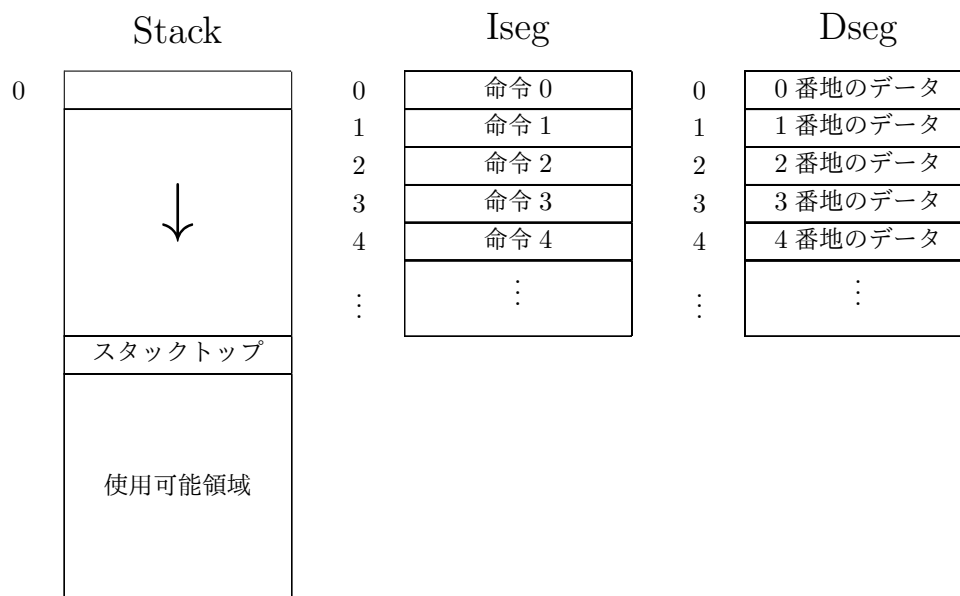 Stack
0
スタックトップ
使用可能領域
Iseg
0 命令 0
1 命令 1
2 命令 2
3 命令 3
4 命令 4
⋮ ⋮
Dseg
0 0 番地のデータ
1 1 番地のデータ
2 2 番地のデータ
3 3 番地のデータ
4 4 番地のデータ
⋮ ⋮